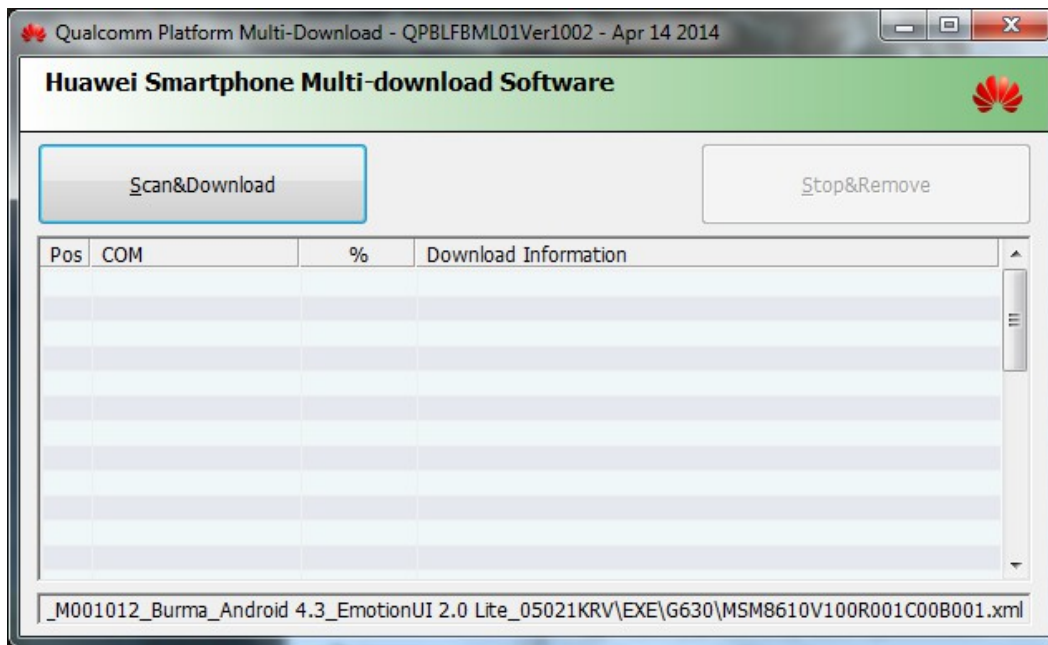 Qualcomm Platform Multi-Download - QPBLFBML01Ver1002 - Apr 14 2014
Huawei Smartphone Multi-download Software
Scan&Download Stop&Remove
Pos COM % Download Information
_M001012_Burma_Android 4.3_EmotionUI 2.0 Lite_05021KRV\EXE\G630\MSM8610V100R001C00B001.xml